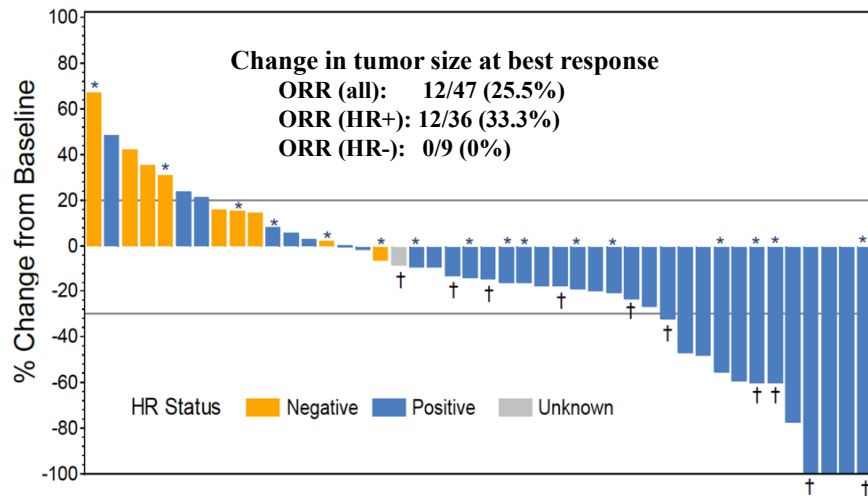 100
80
60
40
20
0
-20
-40
-60
-80
-100
% Change from Baseline
Change in tumor size at best response
ORR (all): 12/47 (25.5%)
ORR (HR+): 12/36 (33.3%)
ORR (HR-): 0/9 (0%)
* * * * * * * * * * * * * * * *
† † † † † † † † † †
HR Status Negative Positive Unknown